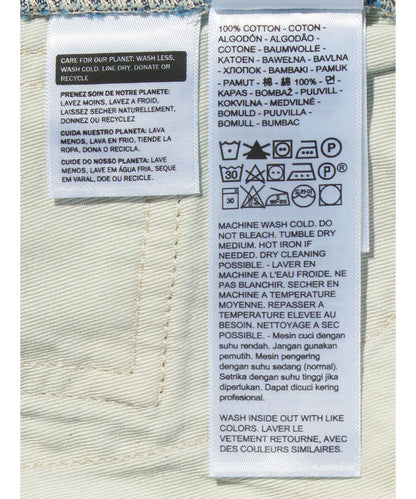 CARE FOR OUR PLANET: WASH LESS,
WASH COLD, LINE DRY, DONATE OR
RECYCLE
PRENEZ SOIN DE NOTRE PLANETE:
LAVEZ MOINS, LAVEZ A FROID,
LAISSEZ SECHER NATURELLEMENT,
DONNEZ OU RECYCLEZ
CUIDA NUESTRO PLANETA: LAVA
MENOS, LAVA EN FRIO, TIENDE LA
ROPA, DONA O RECICLA.
CUIDE DO NOSSO PLANETA: LAVE
MENOS, LAVE EM ÁGUA FRIA, SEQUE
EM VARAL, DOE OU RECICLE.
100% COTTON - COTON -
ALGODÓN - ALGODÃO -
COTONE - BAUMWOLLE -
KATOEN - BAWEŁNA - BAVLNA
- ХЛОПОК - BAMBAKI - PAMUK
- PAMUT - 棉 - 綿 100% - 면 -
KAPAS - BOMBAŽ - PUUVILL -
KOKVILNA - MEDVILNĖ -
BOMULD - PUUVILLA -
BOMULL - BUMBAC
P
30
30
P
MACHINE WASH COLD. DO
NOT BLEACH. TUMBLE DRY
MEDIUM. HOT IRON IF
NEEDED. DRY CLEANING
POSSIBLE. - LAVER EN
MACHINE A L'EAU FROIDE. NE
PAS BLANCHIR. SECHER EN
MACHINE A TEMPERATURE
MOYENNE. REPASSER A
TEMPERATURE ELEVEE AU
BESOIN. NETTOYAGE A SEC
POSSIBLE. - Mesin cuci dengan
suhu rendah. Jangan gunakan
pemutih. Mesin pengering
dengan suhu sedang (normal).
Setrika dengan suhu tinggi jika
diperlukan. Dapat dicuci kering
profesional.
WASH INSIDE OUT WITH LIKE
COLORS. LAVER LE
VETEMENT RETOURNE, AVEC
DES COULEURS SIMILAIRES.